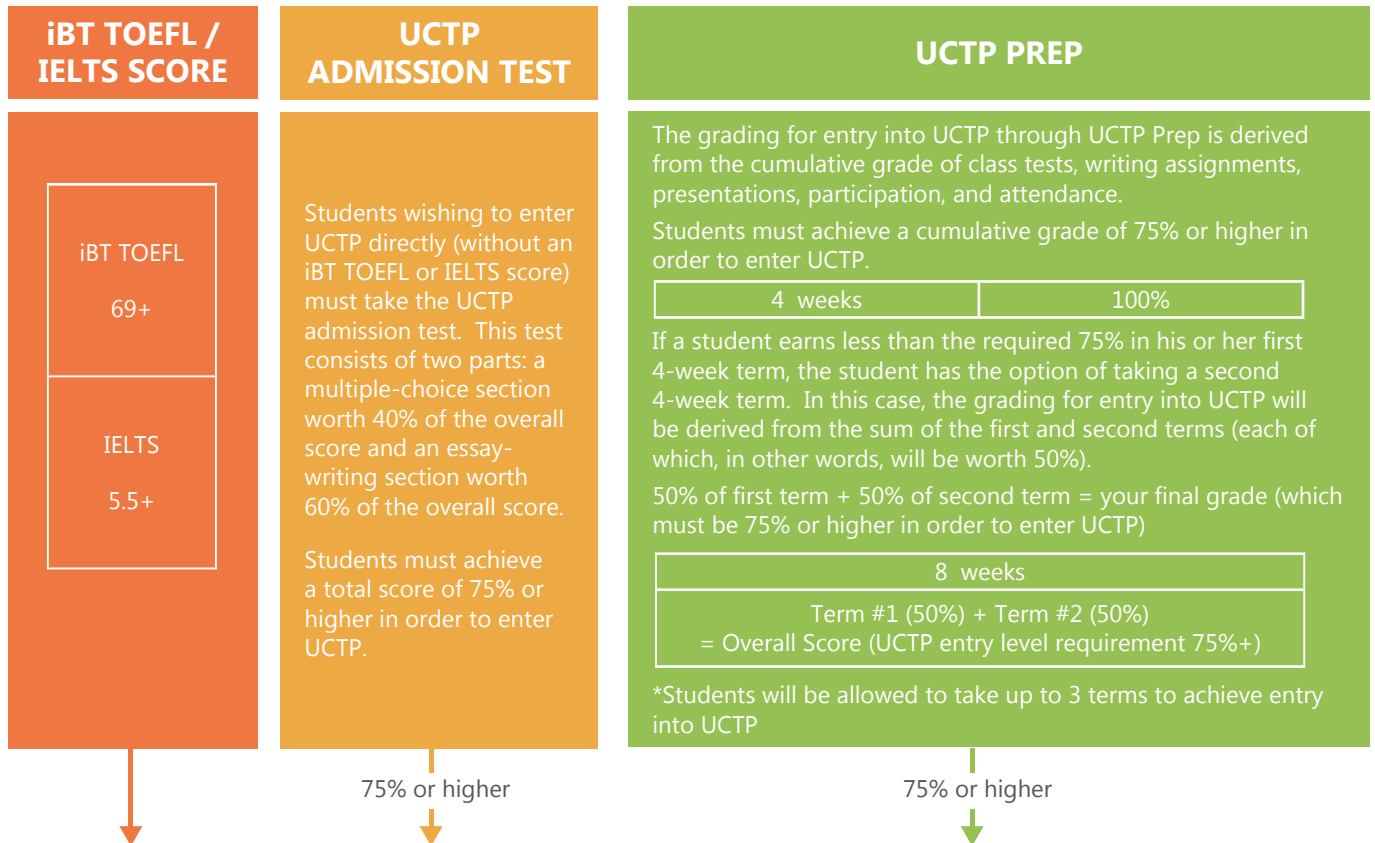 iBT TOEFL /
IELTS SCORE
iBT TOEFL
69+
IELTS
5.5+
UCTP
ADMISSION TEST
Students wishing to enter
UCTP directly (without an
iBT TOEFL or IELTS score)
must take the UCTP
admission test.  This test
consists of two parts: a
multiple-choice section
worth 40% of the overall
score and an essay-
writing section worth
60% of the overall score.
Students must achieve
a total score of 75% or
higher in order to enter
UCTP.
75% or higher
UCTP PREP
The grading for entry into UCTP through UCTP Prep is derived
from the cumulative grade of class tests, writing assignments,
presentations, participation, and attendance.
Students must achieve a cumulative grade of 75% or higher in
order to enter UCTP.
4  weeks 100%
If a student earns less than the required 75% in his or her first
4-week term, the student has the option of taking a second
4-week term.  In this case, the grading for entry into UCTP will
be derived from the sum of the first and second terms (each of
which, in other words, will be worth 50%).
50% of first term + 50% of second term = your final grade (which
must be 75% or higher in order to enter UCTP)
8  weeks
Term #1 (50%) + Term #2 (50%)
= Overall Score (UCTP entry level requirement 75%+)
*Students will be allowed to take up to 3 terms to achieve entry
into UCTP
75% or higher